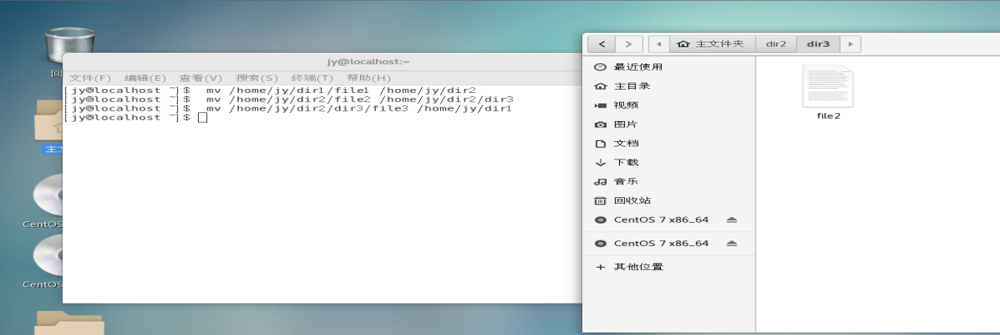 jy@localhost:~
文件(F) 编辑(E) 查看(V) 搜索(S) 终端(T) 帮助(H)
[jy@localhost ~]$ mv /home/jy/dir1/file1 /home/jy/dir2
[jy@localhost ~]$ mv /home/jy/dir2/file2 /home/jy/dir2/dir3
[jy@localhost ~]$ mv /home/jy/dir2/dir3/file3 /home/jy/dir1
[jy@localhost ~]$
主文件夹 dir2 dir3
最近使用
主目录
视频
图片
文档
下载
音乐
回收站
CentOS 7 x86_64
CentOS 7 x86_64
其他位置
file2
回
主文
CentOS
CentOS